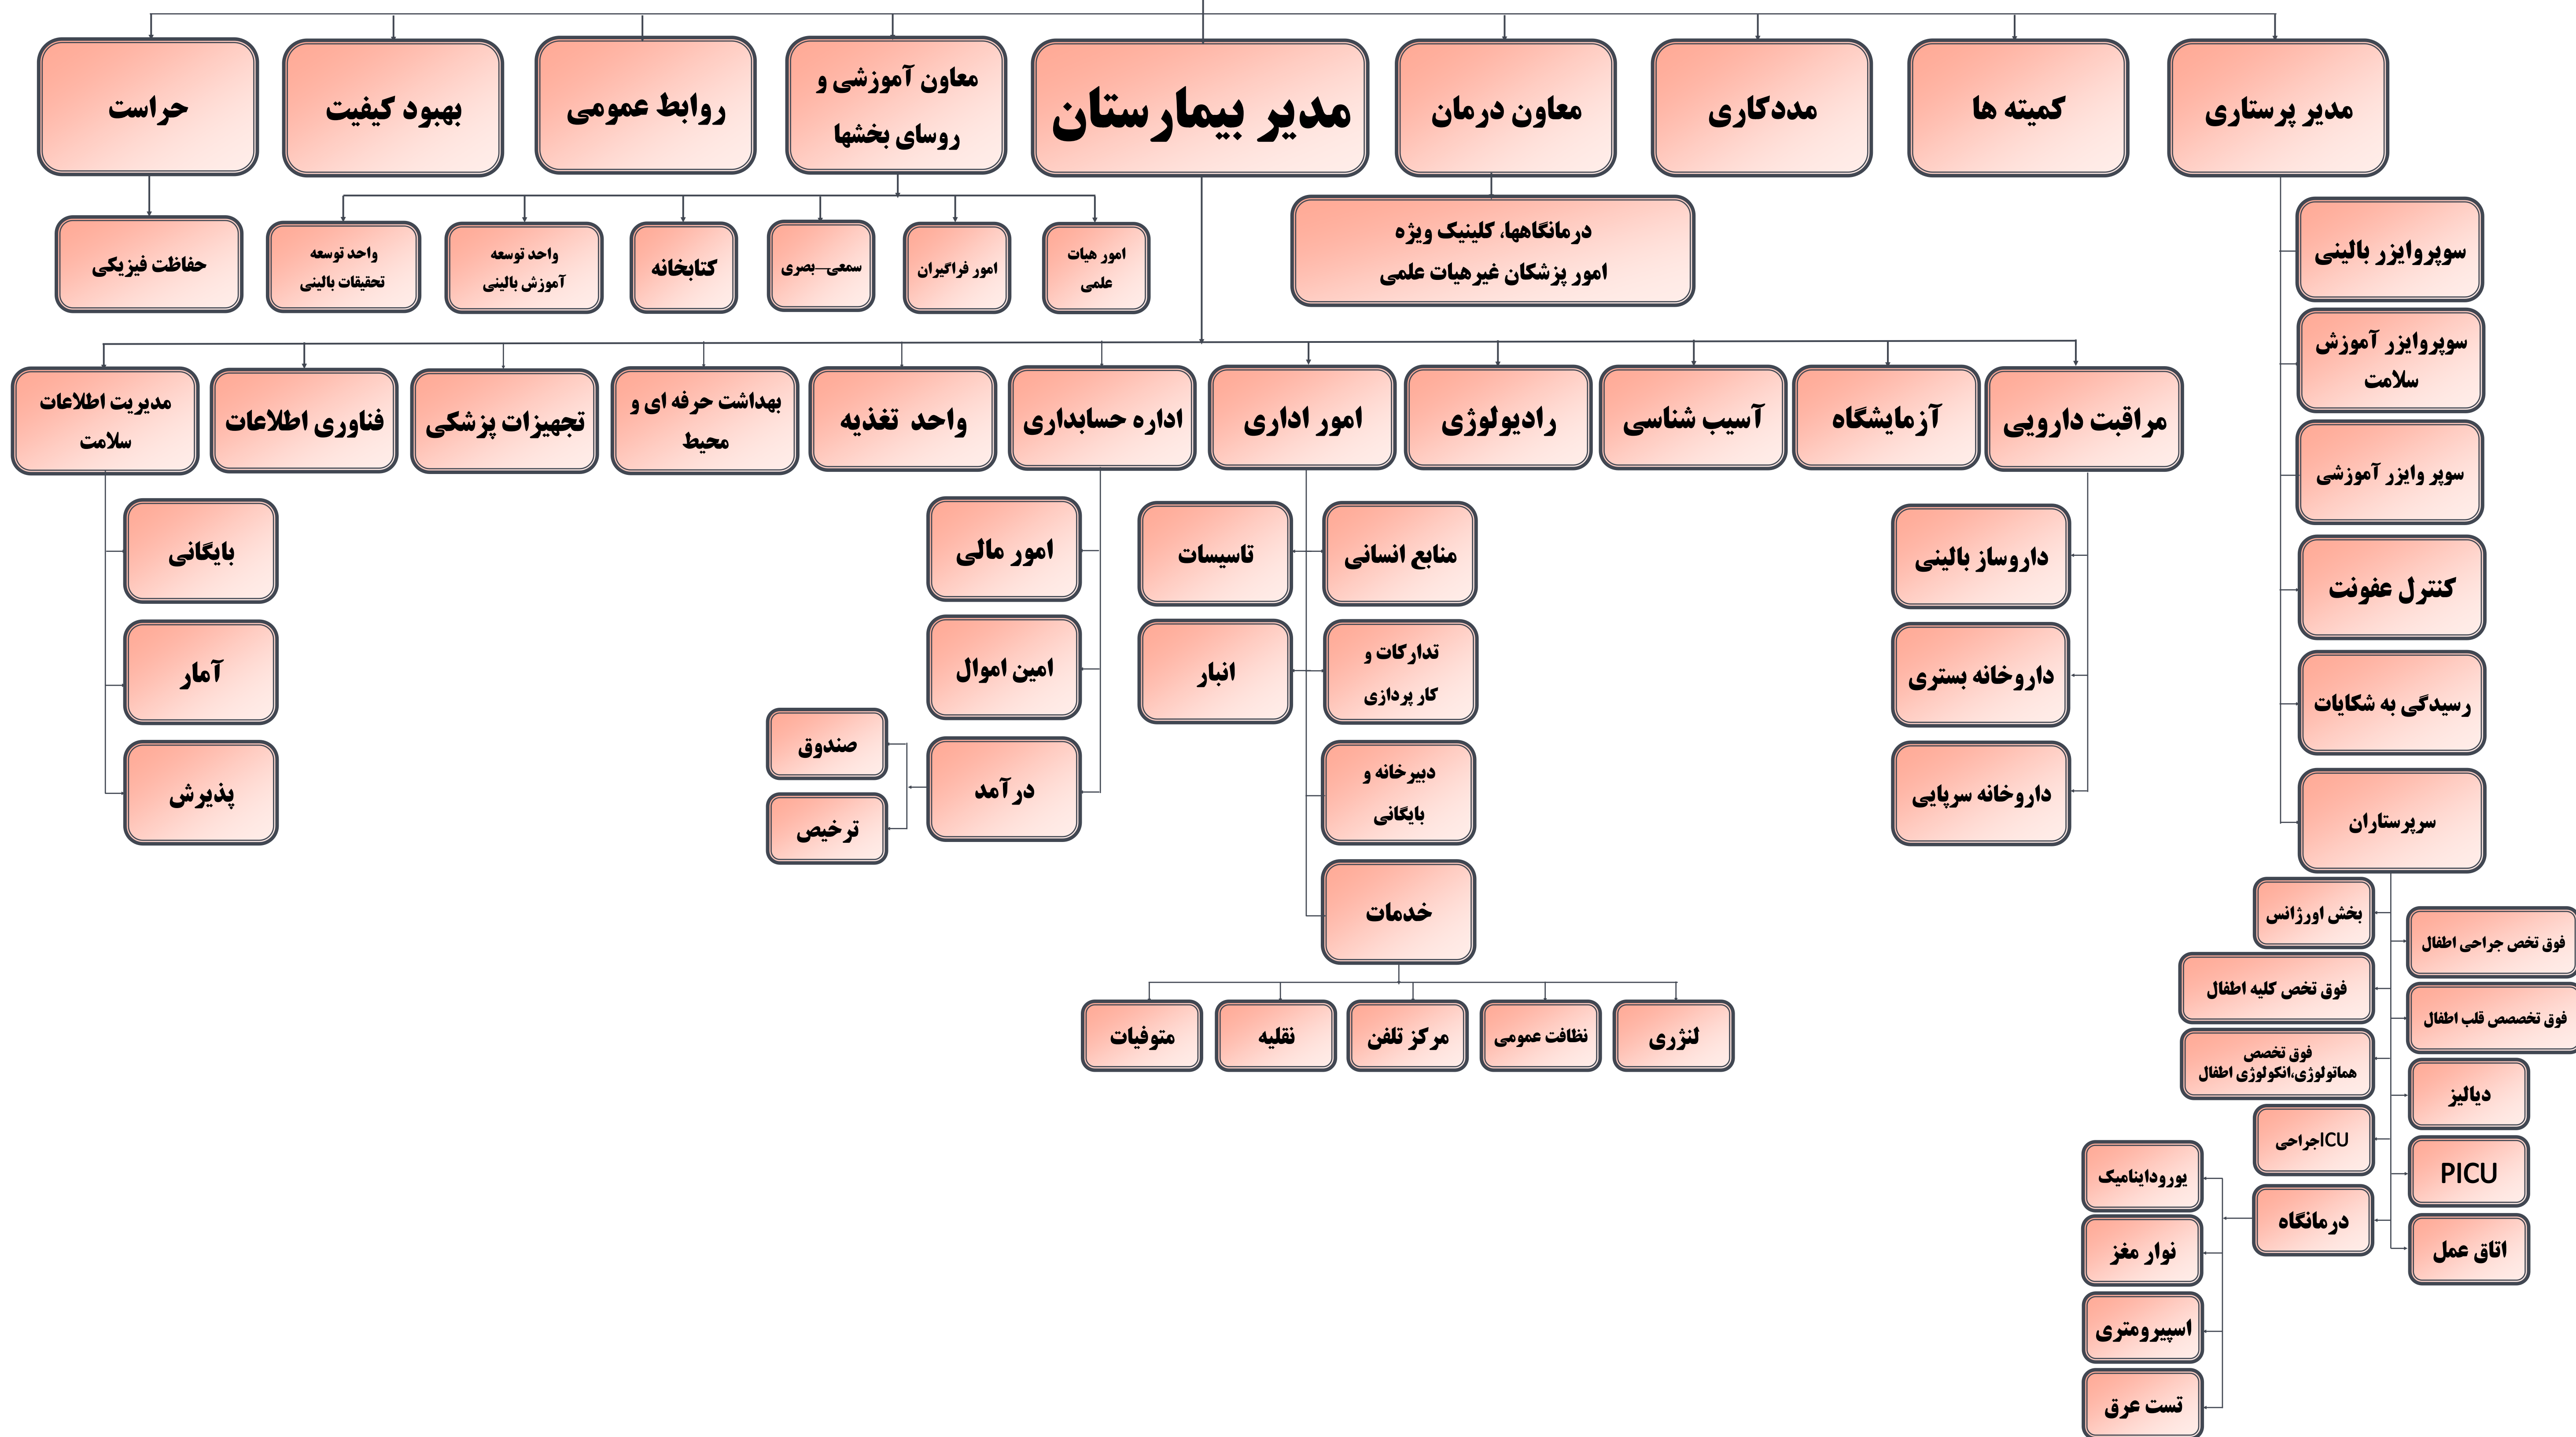 مدیر پرستاری
کمیته ها
مددکاری
معاون درمان
مدیر بیمارستان
معاون آموزشی و
روسای بخشها
روابط عمومی
بهبود کیفیت
حراست
درمانگاهها، کلینیک ویژه
امور پزشکان غیرهیات علمی
امور هیات
علمی
امور فراگیران
سمعی–بصری
کتابخانه
واحد توسعه
آموزش بالینی
واحد توسعه
تحقیقات بالینی
حفاظت فیزیکی
سوپروایزر بالینی
سوپروایزر آموزش
سلامت
سوپر وایزر آموزشی
کنترل عفونت
رسیدگی به شکایات
سرپرستاران
مراقبت دارویی
آزمایشگاه
آسیب شناسی
رادیولوژی
امور اداری
اداره حسابداری
واحد تغذیه
بهداشت حرفه ای و
محیط
تجهیزات پزشکی
فناوری اطلاعات
مدیریت اطلاعات
سلامت
داروساز بالینی
داروخانه بستری
داروخانه سرپایی
منابع انسانی
تاسیسات
تدارکات و
کار پردازی
انبار
دبیرخانه و
بایگانی
خدمات
امور مالی
امین اموال
درآمد
صندوق
ترخیص
بایگانی
آمار
پذیرش
لنژری
نظافت عمومی
مرکز تلفن
نقلیه
متوفیات
بخش اورژانس
فوق تخص جراحی اطفال
فوق تخص کلیه اطفال
فوق تخصصص قلب اطفال
فوق تخصص
هماتولوژی،انکولوژی اطفال
دیالیز
ICUجراحی
PICU
درمانگاه
اتاق عمل
یوروداینامیک
نوار مغز
اسپیرومتری
تست عرق